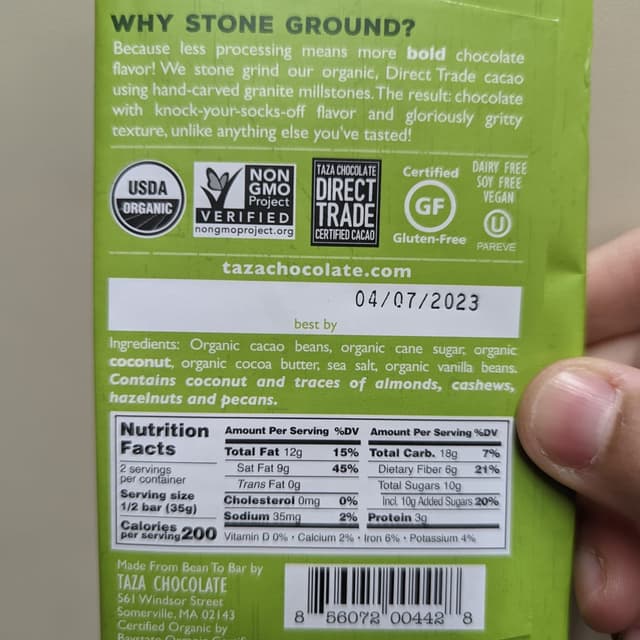 WHY STONE GROUND?
Because less processing means more bold chocolate
flavor! We stone grind our organic, Direct Trade cacao
using hand-carved granite millstones. The result: chocolate
with knock-your-socks-off flavor and gloriously gritty
texture, unlike anything else you've tasted!
USDA
ORGANIC
NON
GMO
Project
VERIFIED
nongmoproject.org
TAZA CHOCOLATE
DIRECT
TRADE
CERTIFIED CACAO
Certified
GF
Gluten-Free
DAIRY FREE
SOY FREE
VEGAN
U
PAREVE
tazachocolate.com
04/07/2023
best by
Ingredients: Organic cacao beans, organic cane sugar, organic
coconut, organic cocoa butter, sea salt, organic vanilla beans.
Contains coconut and traces of almonds, cashews,
hazelnuts and pecans.
Nutrition
Facts
2 servings
per container
Serving size
1/2 bar (35g)
Calories
per serving 200
Amount Per Serving %DV
Total Fat 12g 15%
Sat Fat 9g 45%
Trans Fat 0g
Cholesterol 0mg 0%
Sodium 35mg 2%
Amount Per Serving %DV
Total Carb. 18g 7%
Dietary Fiber 6g 21%
Total Sugars 10g
Incl. 10g Added Sugars 20%
Protein 3g
Vitamin D 0% • Calcium 2% • Iron 6% • Potassium 4%
Made From Bean To Bar by
TAZA CHOCOLATE
561 Windsor Street
Somerville, MA 02143
Certified Organic by
8 56072 00442 8